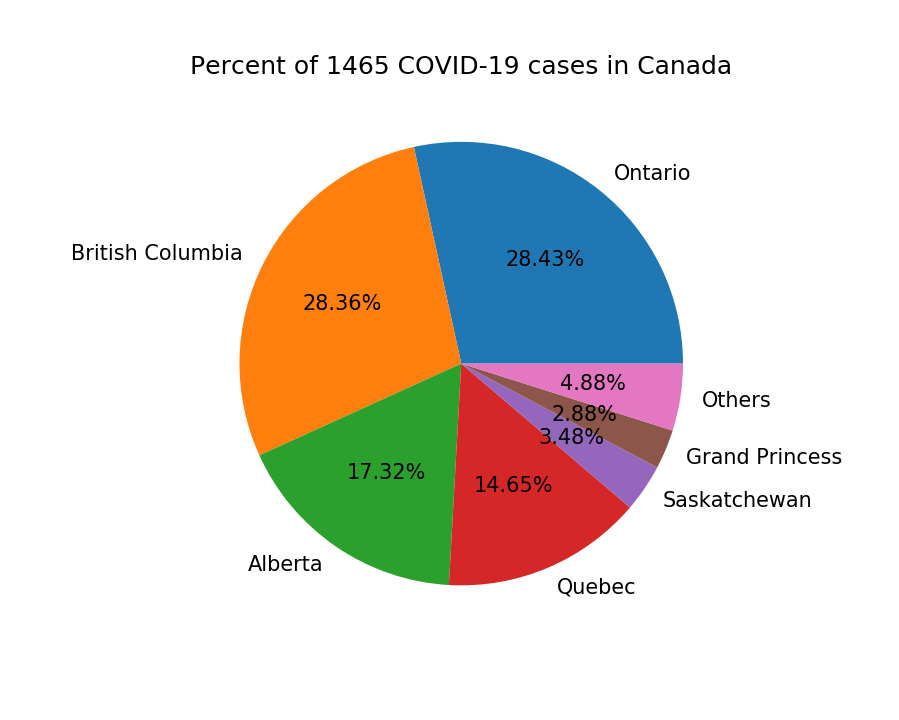 Percent of 1465 COVID-19 cases in Canada
Ontario
28.43%
British Columbia
28.36%
Alberta
17.32%
Quebec
14.65%
Saskatchewan
3.48%
Grand Princess
2.88%
Others
4.88%